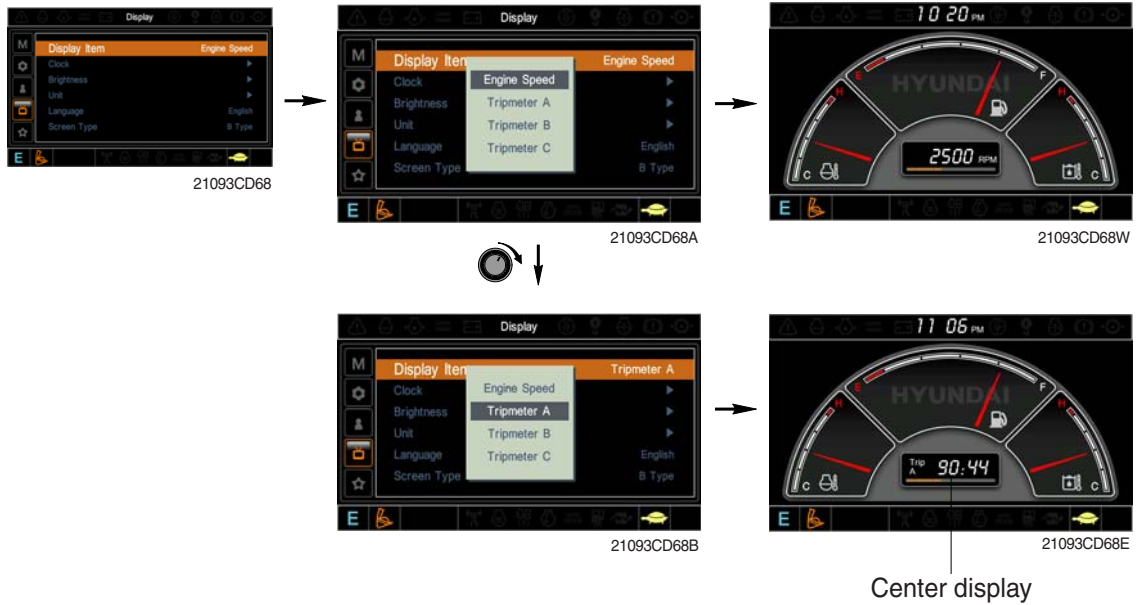 Display
M
Display Item Engine Speed
Clock
Brightness
Unit
Language English
Screen Type B Type
E
21093CD68
Display
M
Display Item Engine Speed
Clock
Engine Speed
Brightness
Tripmeter A
Unit
Tripmeter B
Language English
Tripmeter C
Screen Type B Type
E
21093CD68A
10 20 PM
HYUNDAI
E F
H H
C C
2500 RPM
E
21093CD68W
Display
M
Display Item Tripmeter A
Clock
Engine Speed
Brightness
Tripmeter A
Unit
Tripmeter B
Language English
Tripmeter C
Screen Type B Type
E
21093CD68B
11 06 PM
HYUNDAI
E F
H H
C C
Trip
A 90:44
E
21093CD68E
Center display